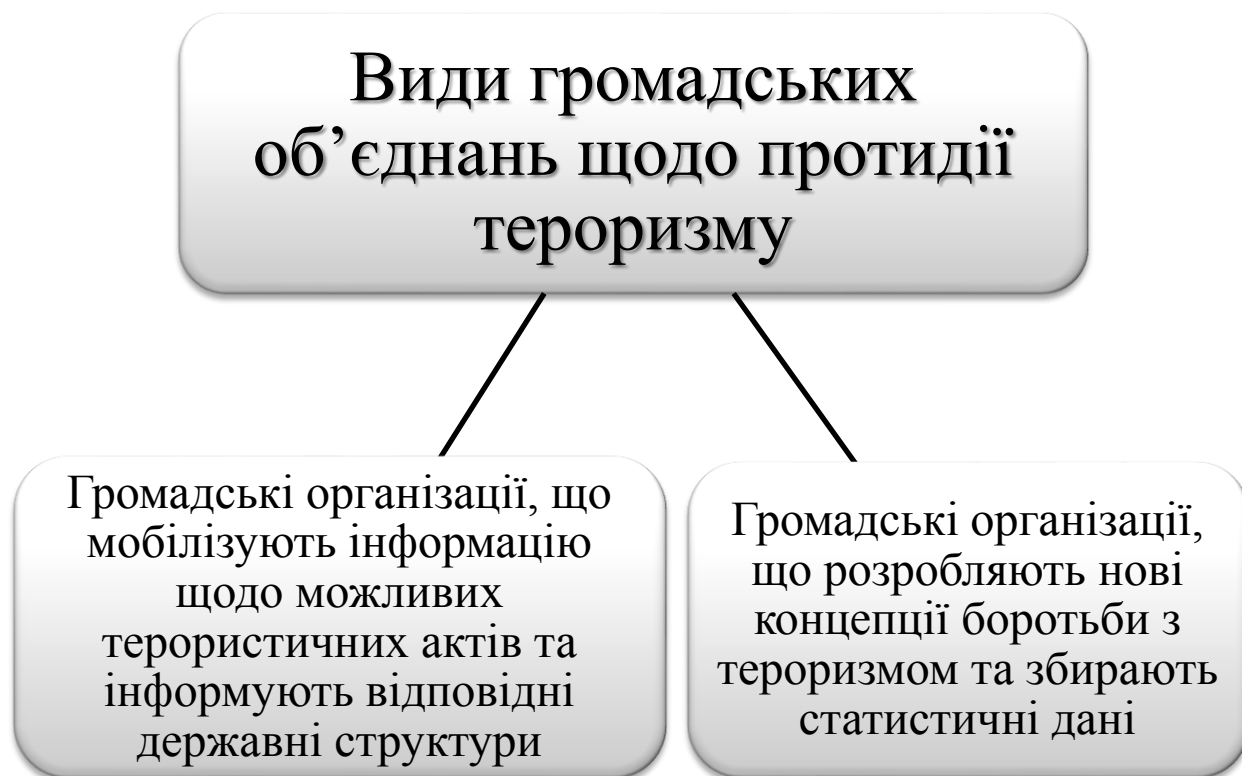 Види громадських
об’єднань щодо протидії
тероризму
Громадські організації, що
мобілізують інформацію
щодо можливих
терористичних актів та
інформують відповідні
державні структури
Громадські організації,
що розробляють нові
концепції боротьби з
тероризмом та збирають
статистичні дані